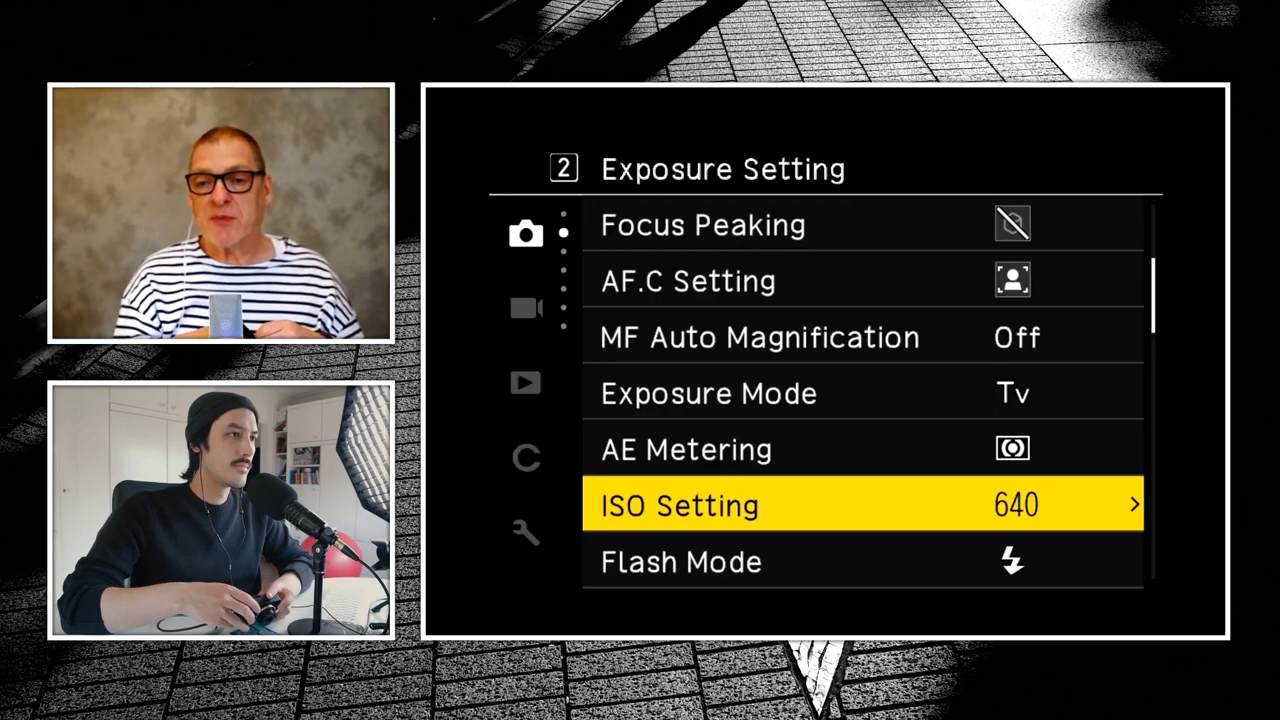 2 Exposure Setting
Focus Peaking
AF.C Setting
MF Auto Magnification Off
Exposure Mode Tv
AE Metering
ISO Setting 640
Flash Mode
C